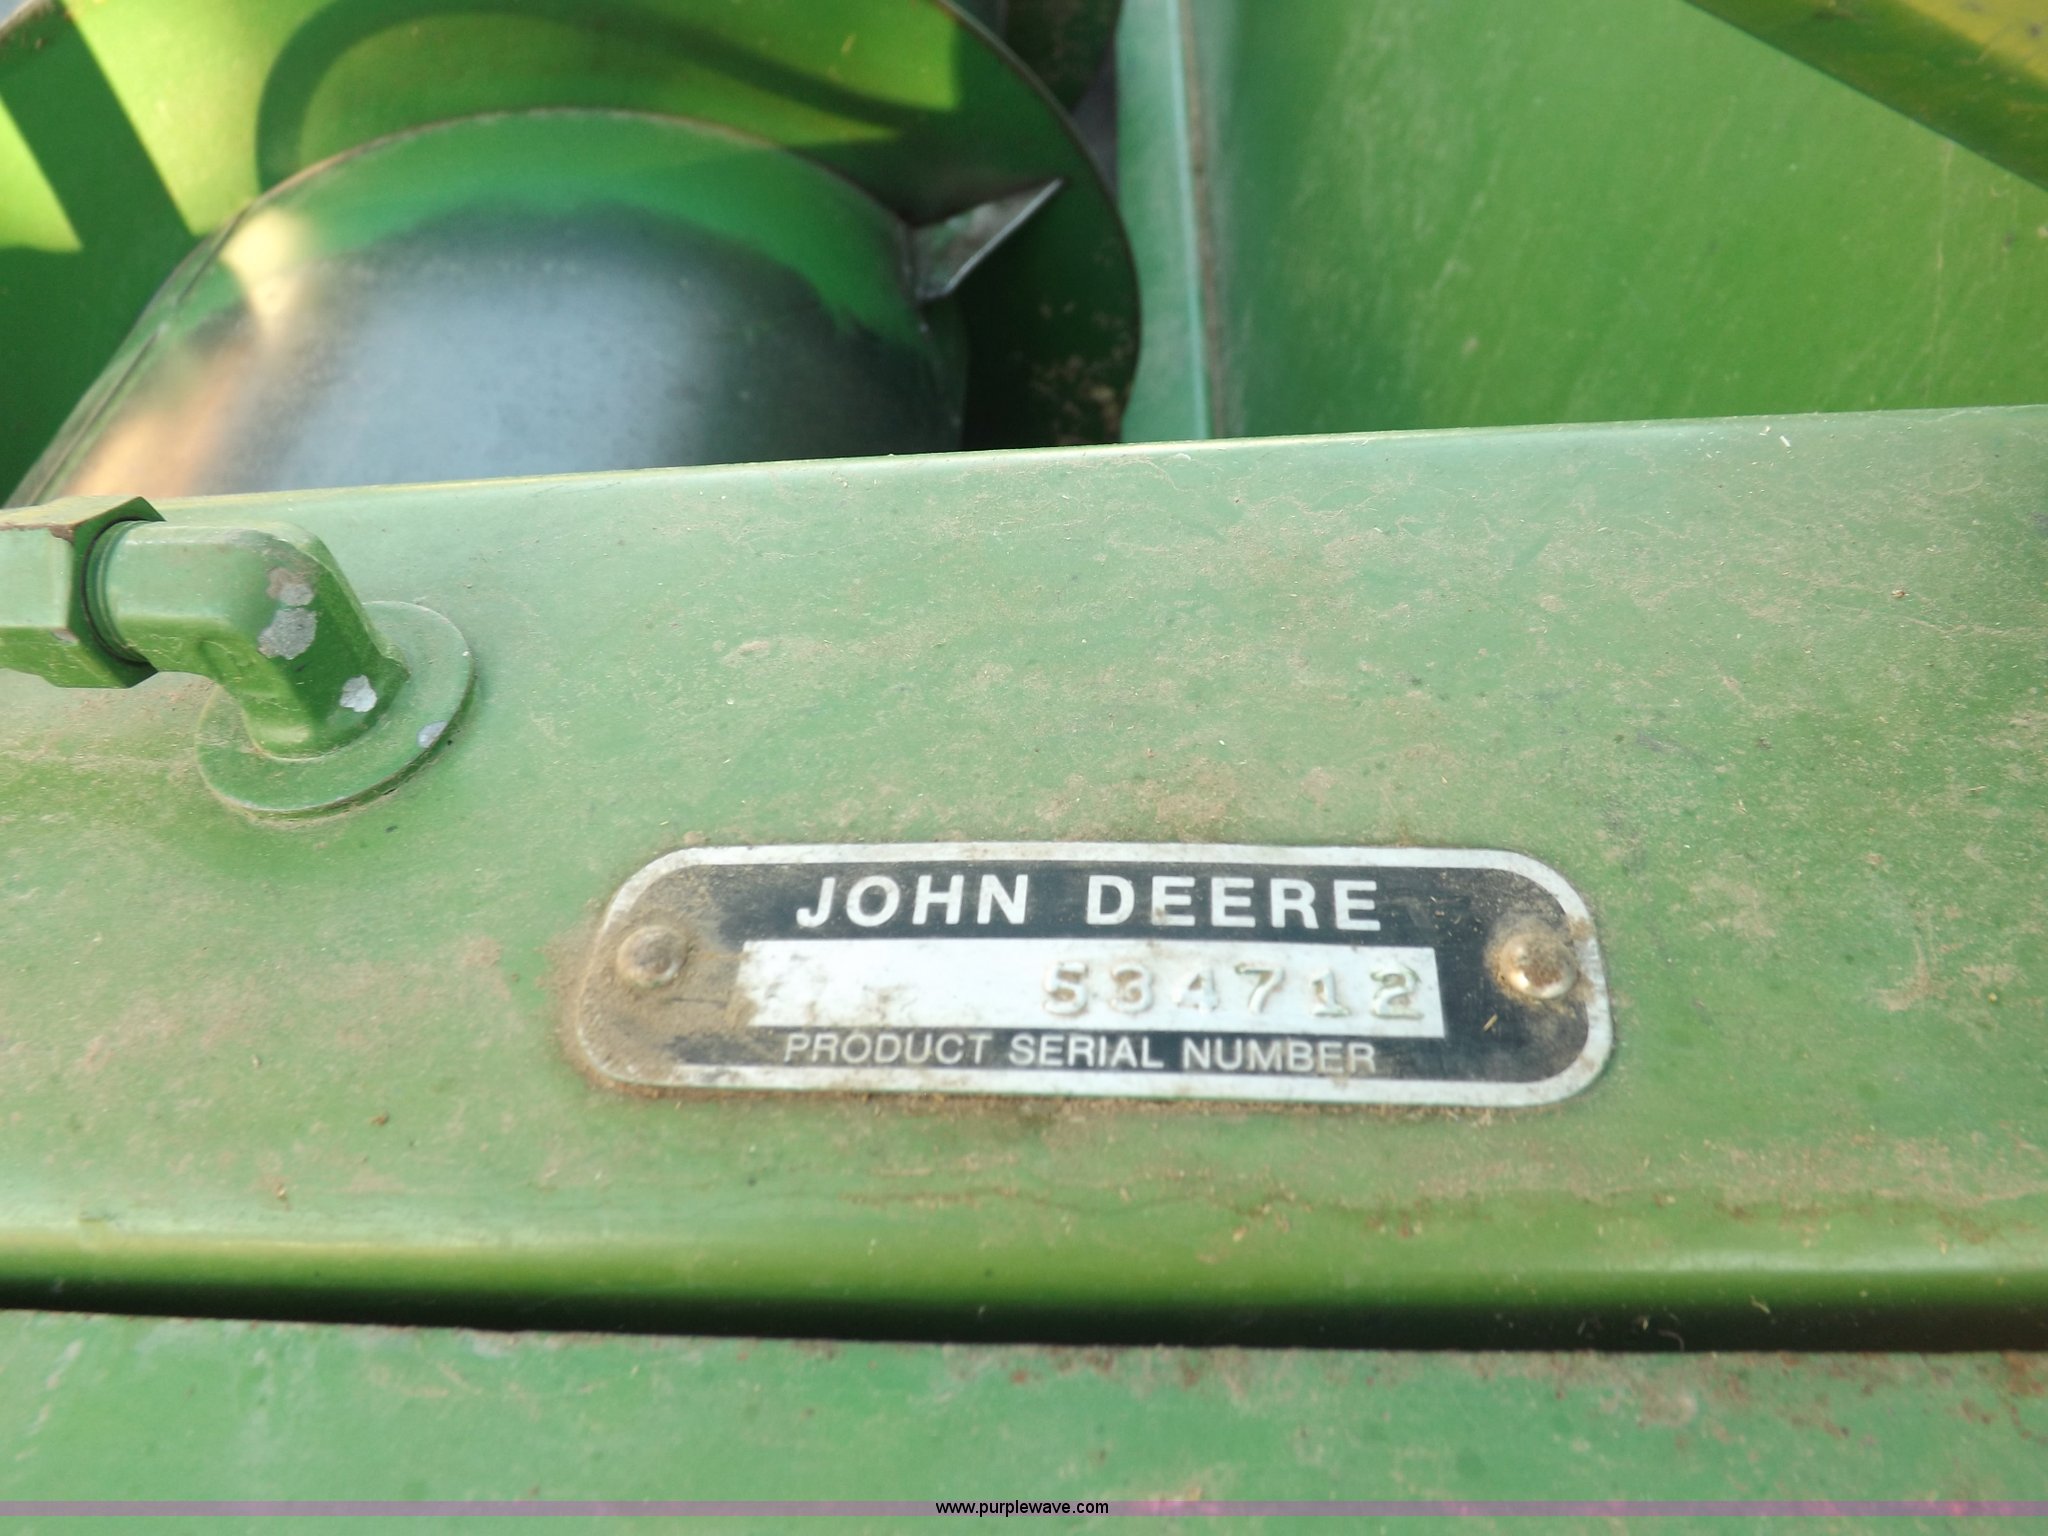 JOHN DEERE
534712
PRODUCT SERIAL NUMBER
www.purplewave.com